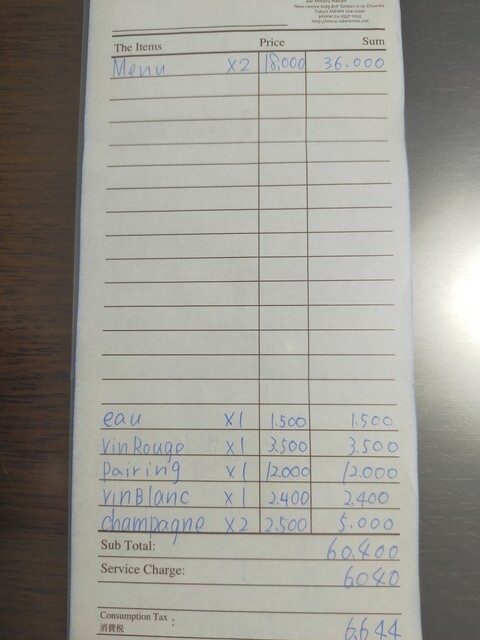 The Items Price Sum
Menu X2 18,000 36.000
eau X1 1.500 1.500
vin Rouge X1 3.500 3.500
Pairing X1 12.000 12.000
vin Blanc X1 2.400 2.400
champagne X2 2,500 5.000
Sub Total: 60.400
Service Charge: 6040
Consumption Tax :
消費税 6644